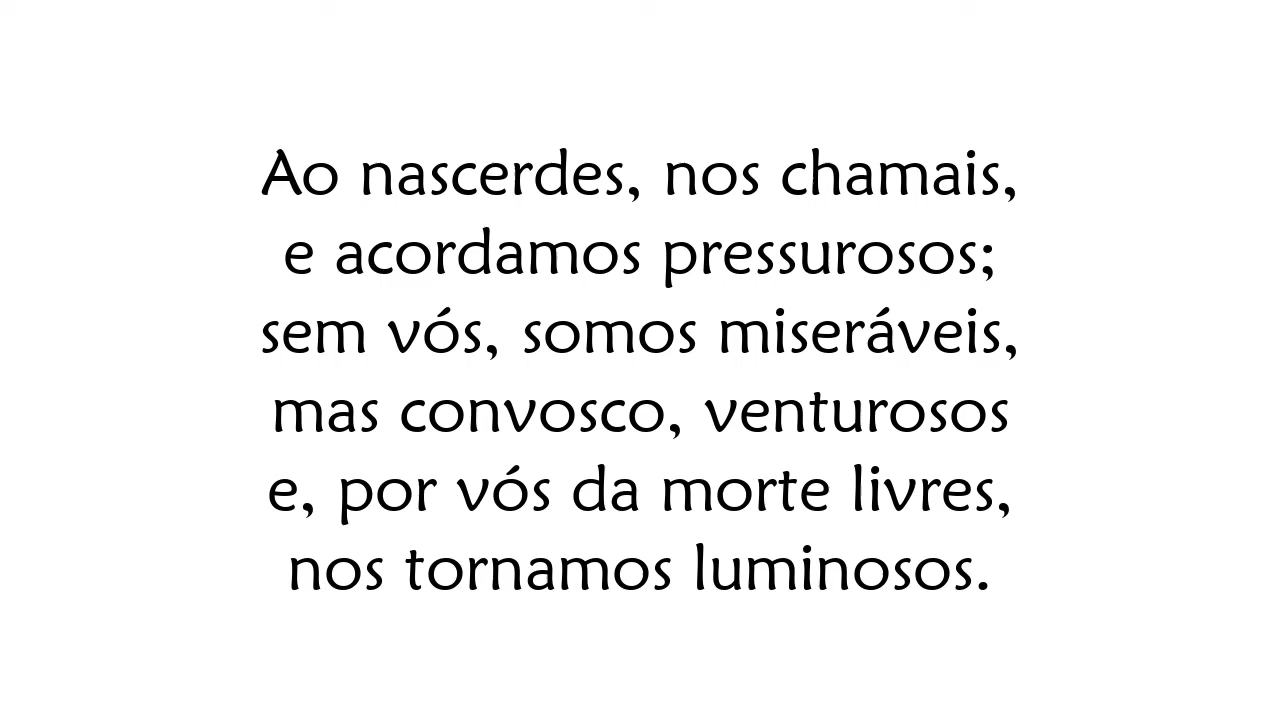 Ao nascerdes, nos chamais,
e acordamos pressurosos;
sem vós, somos miseráveis,
mas convosco, venturosos
e, por vós da morte livres,
nos tornamos luminosos.